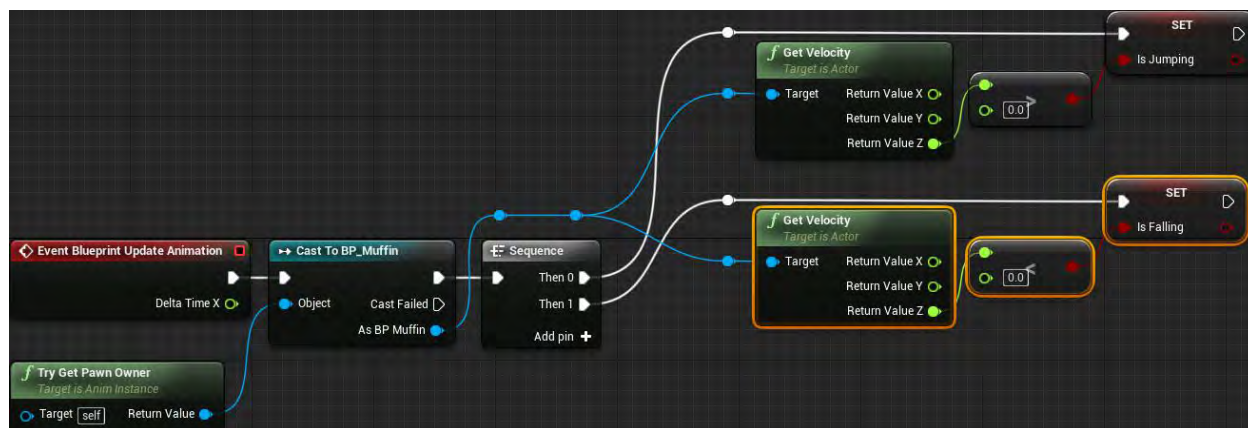 SET
Is Jumping
f Get Velocity
Target is Actor
Target
Return Value X
Return Value Y
Return Value Z
>
0.0
SET
Is Falling
f Get Velocity
Target is Actor
Target
Return Value X
Return Value Y
Return Value Z
<
0.0
Event Blueprint Update Animation
Delta Time X
Cast To BP_Muffin
Object
Cast Failed
As BP Muffin
Sequence
Then 0
Then 1
Add pin +
f Try Get Pawn Owner
Target is Anim Instance
Target self
Return Value